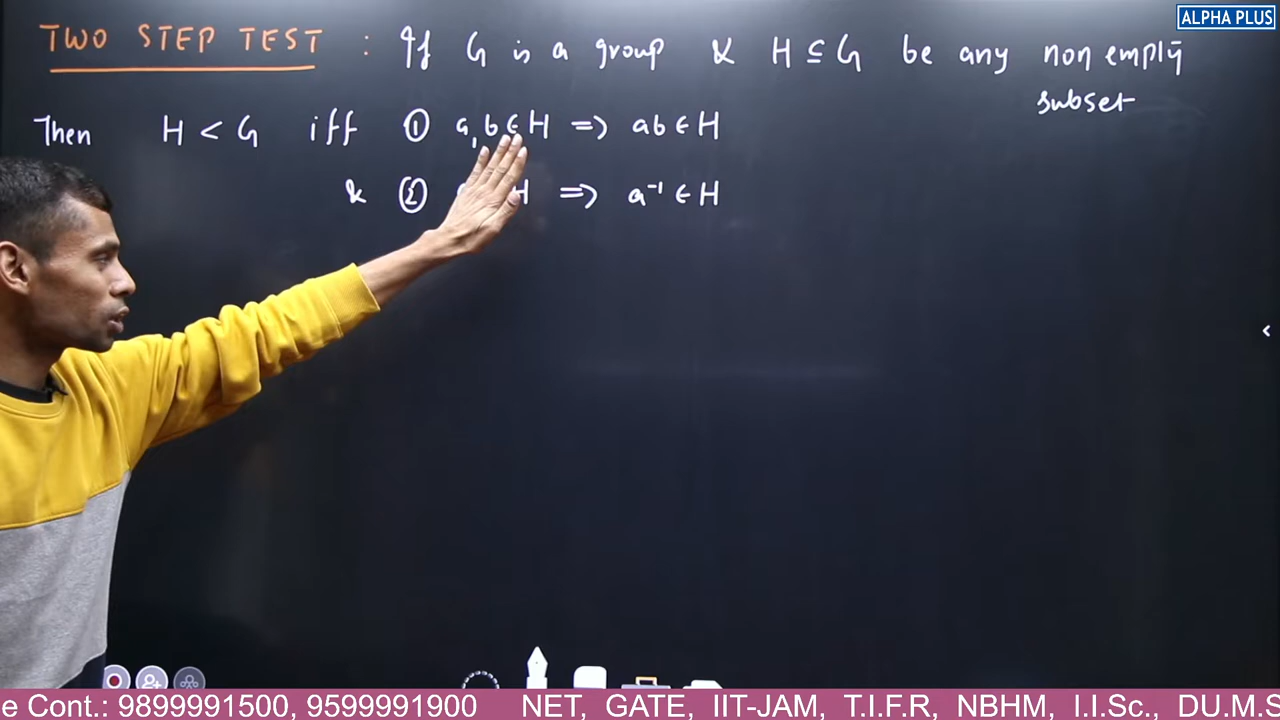 ALPHA PLUS
TWO STEP TEST : If G is a group & H ⊆ G be any non empty
subset
Then H < G iff ① a, b ∈ H => ab ∈ H
& ② H => a⁻¹ ∈ H
e Cont.: 9899991500, 9599991900 NET, GATE, IIT-JAM, T.I.F.R, NBHM, I.I.Sc., DU.M.S